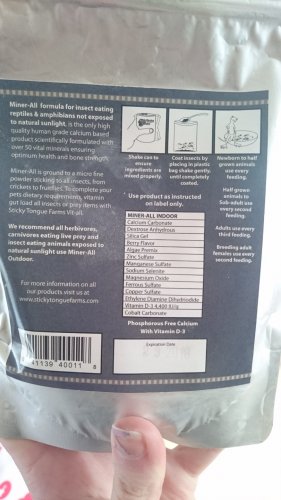 Miner-All formula for insect eating
reptiles & amphibians not exposed
to natural sunlight, is the only high
quality human grade calcium based
product scientifically formulated with
over 50 vital minerals ensuring
optimum health and bone strength.
Miner-All is ground to a micro fine
powder sticking to all insects, from
crickets to fruitflies. To complete your
pets dietary requirements, vitamin
gut load all insects or prey items with
Sticky Tongue Farms Vit-all.
We recommend all herbivores,
carnivores eating live prey and
insect eating animals exposed to
natural sunlight use Miner-All
Outdoor.
For more information on all
our products visit us at
www.stickytonguefarms.com
41139 40011 8
Shake can to
ensure
ingredients are
mixed properly.
Coat insects by
placing in plastic
bag shake gently,
until completely
coated.
Newborn to half
grown animals
use every
feeding.
Half grown
animals to
Sub-adult use
every second
feeding.
Adults use every
third feeding.
Breeding adult
females use every
second feeding.
Use product as instructed
on label only.
MINER-ALL INDOOR
Calcium Carbonate
Dextrose Anhydrous
Silica Gel
Berry Flavor
Algae Premix
Zinc Sulfate
Manganese Sulfate
Sodium Selenite
Magnesium Oxide
Ferrous Sulfate
Copper Sulfate
Ethylene Diamine Dihydriodide
Vitamin D-3 4,400 IU/g
Cobalt Carbonate
Phosphorous Free Calcium
With Vitamin D-3
Expiration Date